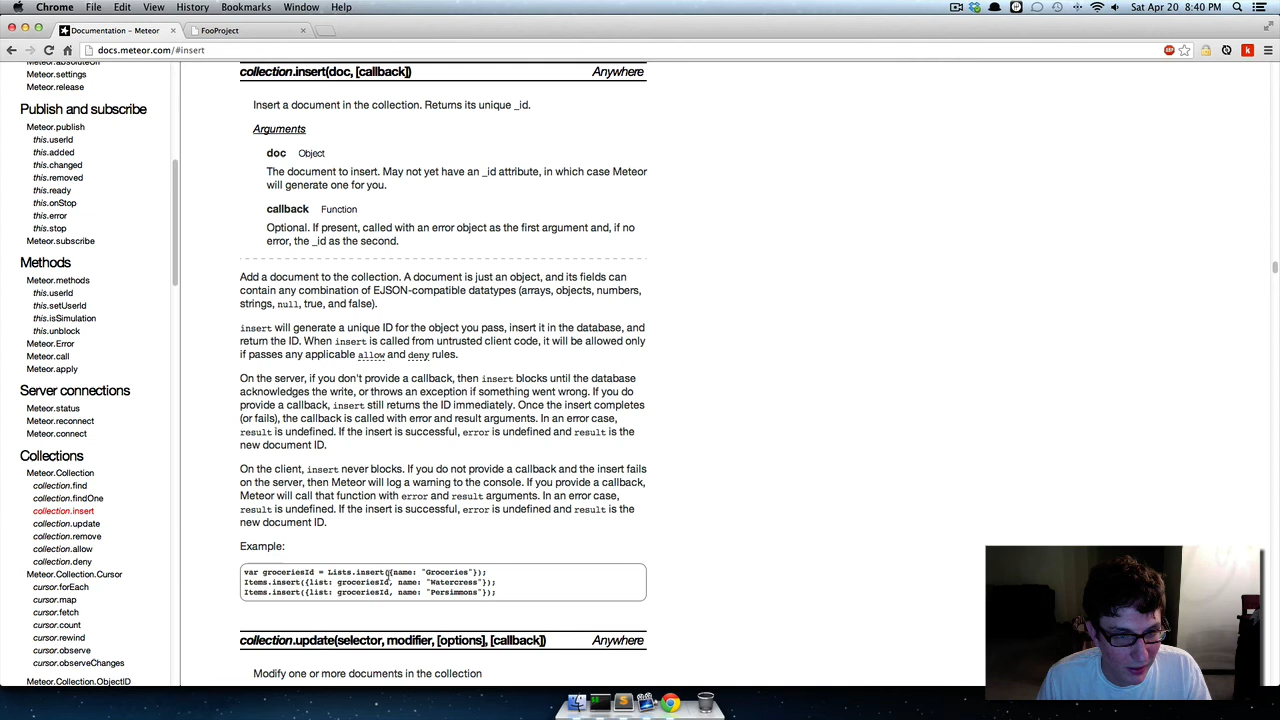 Chrome File Edit View History Bookmarks Window Help
Sat Apr 20 8:40 PM
Documentation ~ Meteor
FooProject
docs.meteor.com/#insert
Meteor.settings
Meteor.release
Publish and subscribe
Meteor.publish
this.userId
this.added
this.changed
this.removed
this.ready
this.onStop
this.error
this.stop
Meteor.subscribe
Methods
Meteor.methods
this.userId
this.setUserId
this.isSimulation
this.unblock
Meteor.Error
Meteor.call
Meteor.apply
Server connections
Meteor.status
Meteor.reconnect
Meteor.connect
Collections
Meteor.Collection
collection.find
collection.findOne
collection.insert
collection.update
collection.remove
collection.allow
collection.deny
Meteor.Collection.Cursor
cursor.forEach
cursor.map
cursor.fetch
cursor.count
cursor.rewind
cursor.observe
cursor.observeChanges
Meteor.Collection.ObjectID
collection.insert(doc, [callback]) Anywhere
Insert a document in the collection. Returns its unique _id.
Arguments
doc Object
The document to insert. May not yet have an _id attribute, in which case Meteor
will generate one for you.
callback Function
Optional. If present, called with an error object as the first argument and, if no
error, the _id as the second.
Add a document to the collection. A document is just an object, and its fields can
contain any combination of EJSON-compatible datatypes (arrays, objects, numbers,
strings, null, true, and false).
insert will generate a unique ID for the object you pass, insert it in the database, and
return the ID. When insert is called from untrusted client code, it will be allowed only
if passes any applicable allow and deny rules.
On the server, if you don't provide a callback, then insert blocks until the database
acknowledges the write, or throws an exception if something went wrong. If you do
provide a callback, insert still returns the ID immediately. Once the insert completes
(or fails), the callback is called with error and result arguments. In an error case,
result is undefined. If the insert is successful, error is undefined and result is the
new document ID.
On the client, insert never blocks. If you do not provide a callback and the insert fails
on the server, then Meteor will log a warning to the console. If you provide a callback,
Meteor will call that function with error and result arguments. In an error case,
result is undefined. If the insert is successful, error is undefined and result is the
new document ID.
Example:
var groceriesId = Lists.insert({name: "Groceries"});
Items.insert({list: groceriesId, name: "Watercress"});
Items.insert({list: groceriesId, name: "Persimmons"});
collection.update(selector, modifier, [options], [callback]) Anywhere
Modify one or more documents in the collection